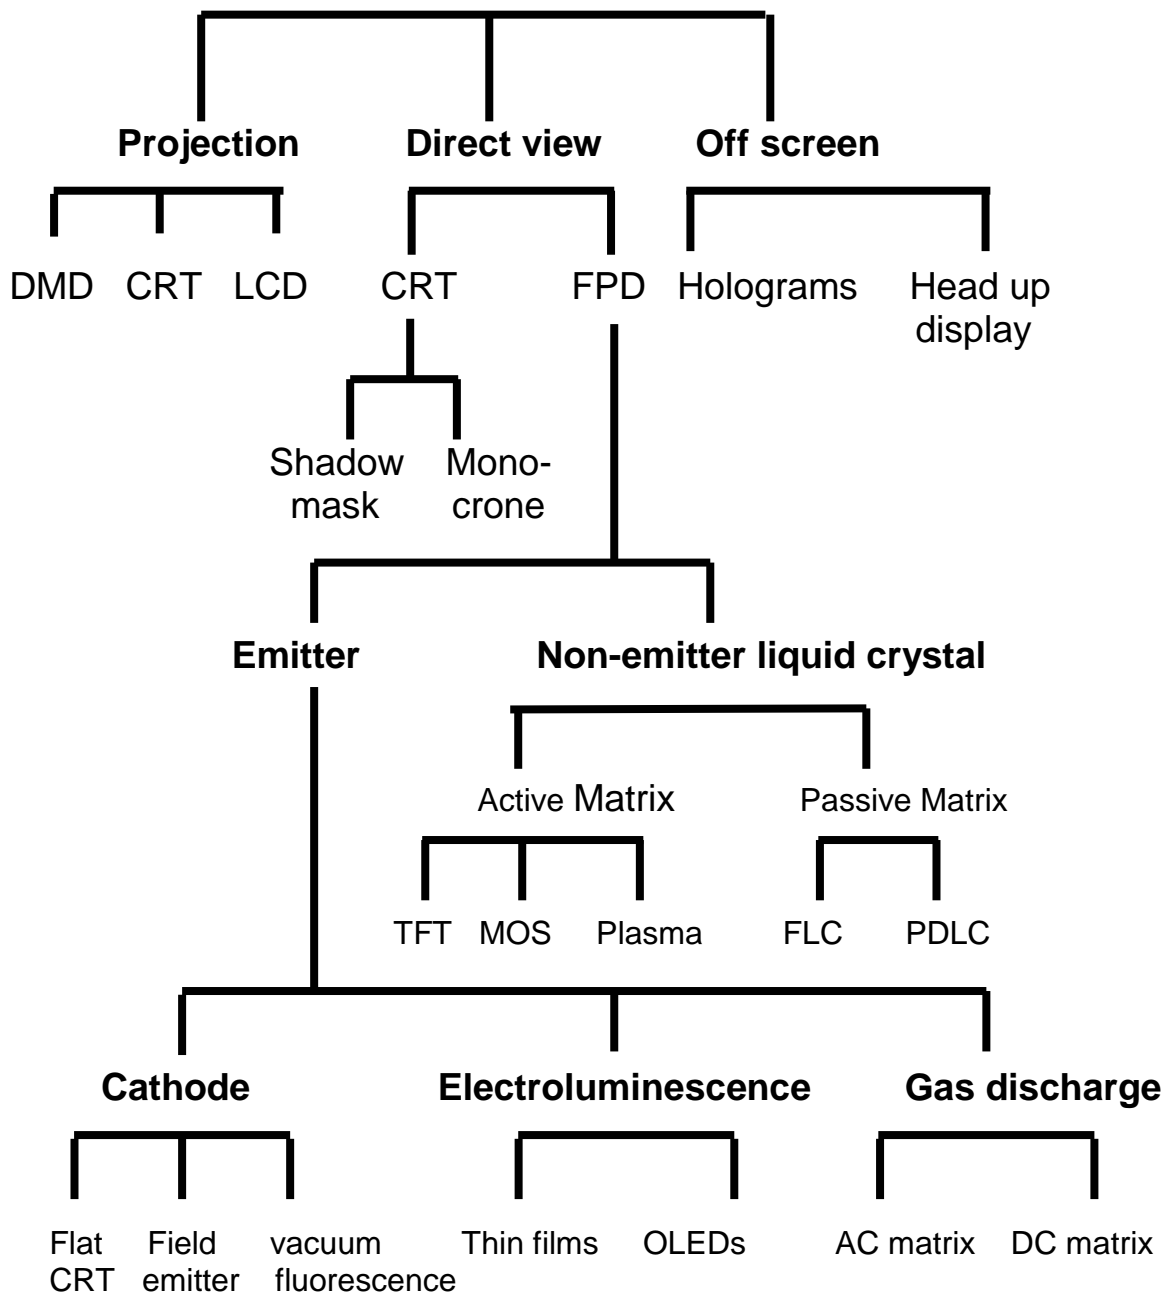 Projection Direct view Off screen
DMD CRT LCD CRT FPD Holograms Head up
display
Shadow Mono-
mask crone
Emitter Non-emitter liquid crystal
Active Matrix Passive Matrix
TFT MOS Plasma FLC PDLC
Cathode Electroluminescence Gas discharge
Flat Field vacuum Thin films OLEDs AC matrix DC matrix
CRT emitter fluorescence